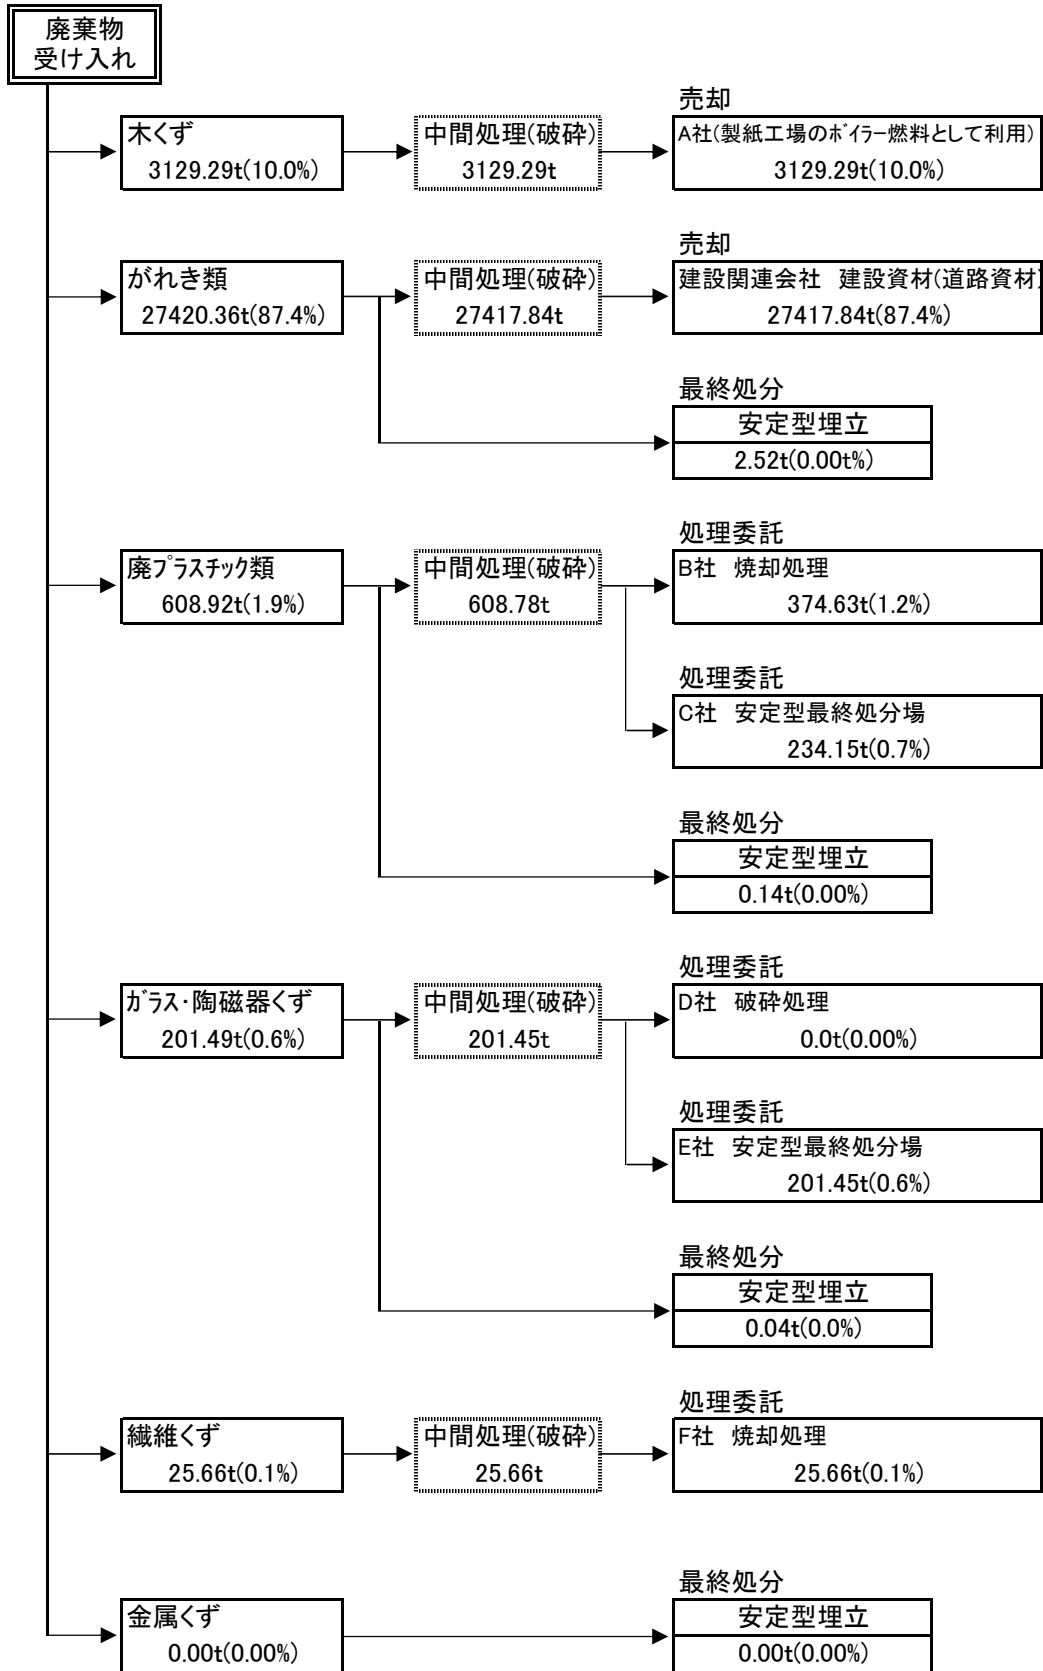 廃棄物
受け入れ
売却
木くず
3129.29t(10.0%)
中間処理(破砕)
3129.29t
A社(製紙工場のﾎﾞｲﾗｰ燃料として利用)
3129.29t(10.0%)
売却
がれき類
27420.36t(87.4%)
中間処理(破砕)
27417.84t
建設関連会社　建設資材(道路資材)
27417.84t(87.4%)
最終処分
安定型埋立
2.52t(0.00t%)
処理委託
廃ﾌﾟﾗｽﾁｯｸ類
608.92t(1.9%)
中間処理(破砕)
608.78t
B社　焼却処理
374.63t(1.2%)
処理委託
C社　安定型最終処分場
234.15t(0.7%)
最終処分
安定型埋立
0.14t(0.00%)
処理委託
ｶﾞﾗｽ･陶磁器くず
201.49t(0.6%)
中間処理(破砕)
201.45t
D社　破砕処理
0.0t(0.00%)
処理委託
E社　安定型最終処分場
201.45t(0.6%)
最終処分
安定型埋立
0.04t(0.0%)
処理委託
繊維くず
25.66t(0.1%)
中間処理(破砕)
25.66t
F社　焼却処理
25.66t(0.1%)
最終処分
金属くず
0.00t(0.00%)
安定型埋立
0.00t(0.00%)